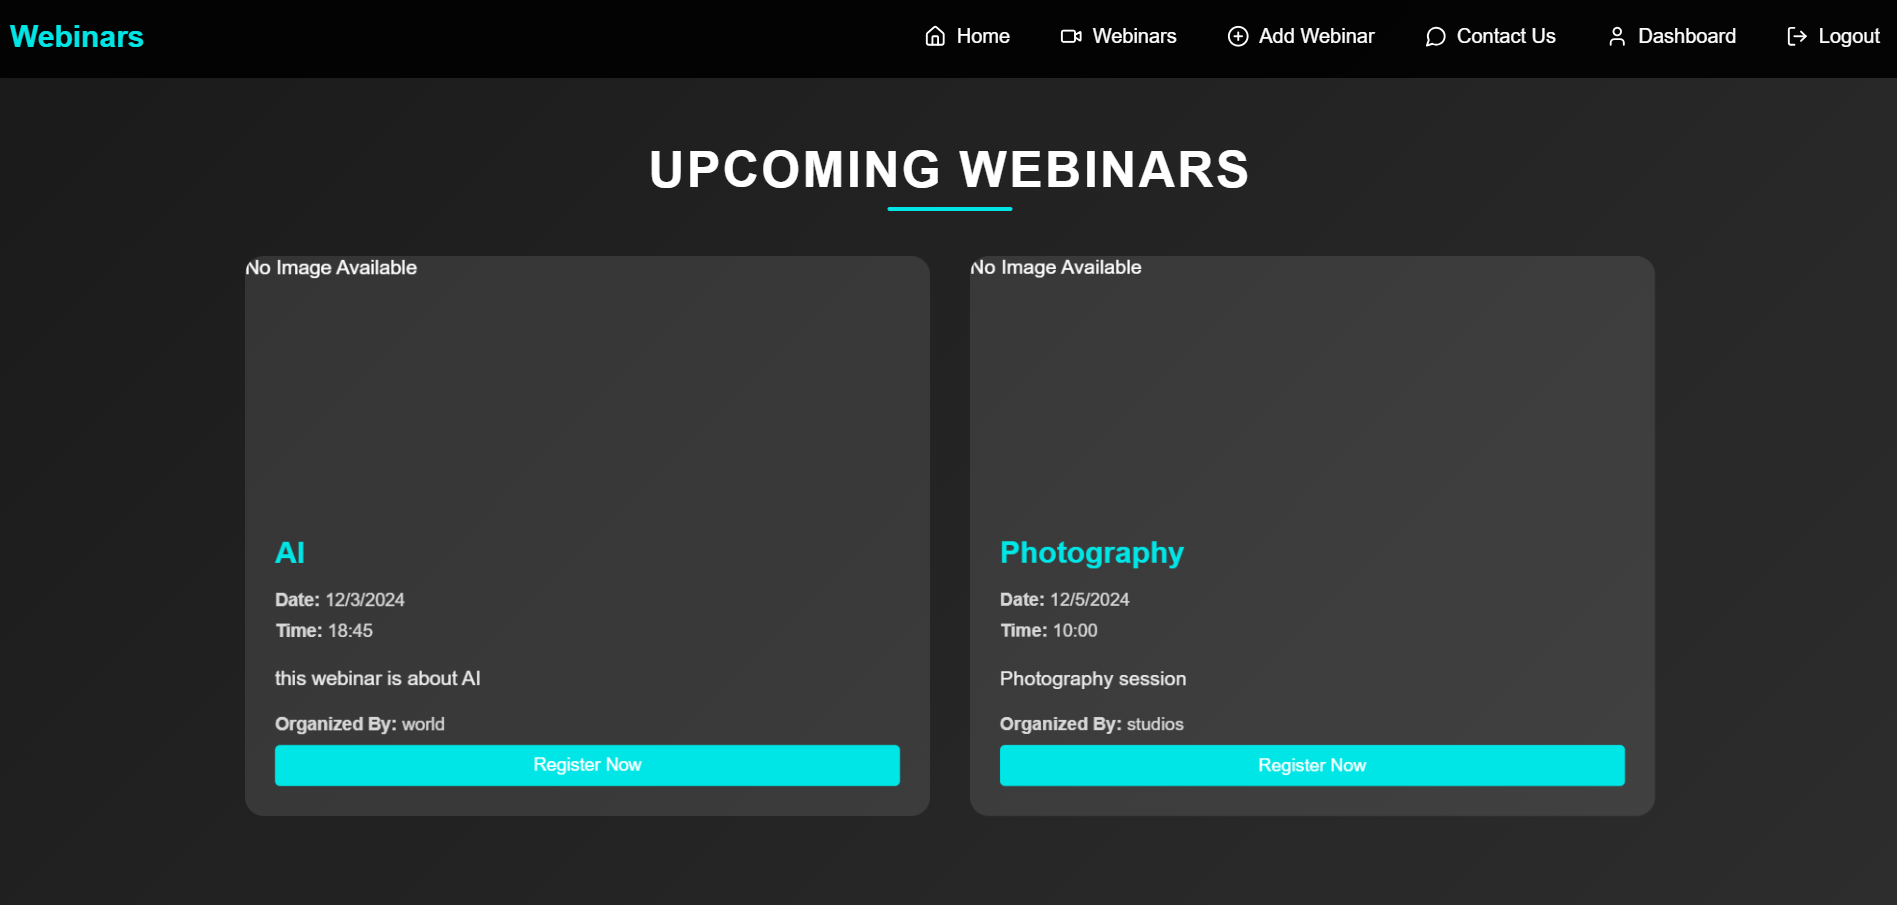 Webinars
Home
Webinars
Add Webinar
Contact Us
Dashboard
Logout
UPCOMING WEBINARS
No Image Available
AI
Date: 12/3/2024
Time: 18:45
this webinar is about AI
Organized By: world
Register Now
No Image Available
Photography
Date: 12/5/2024
Time: 10:00
Photography session
Organized By: studios
Register Now